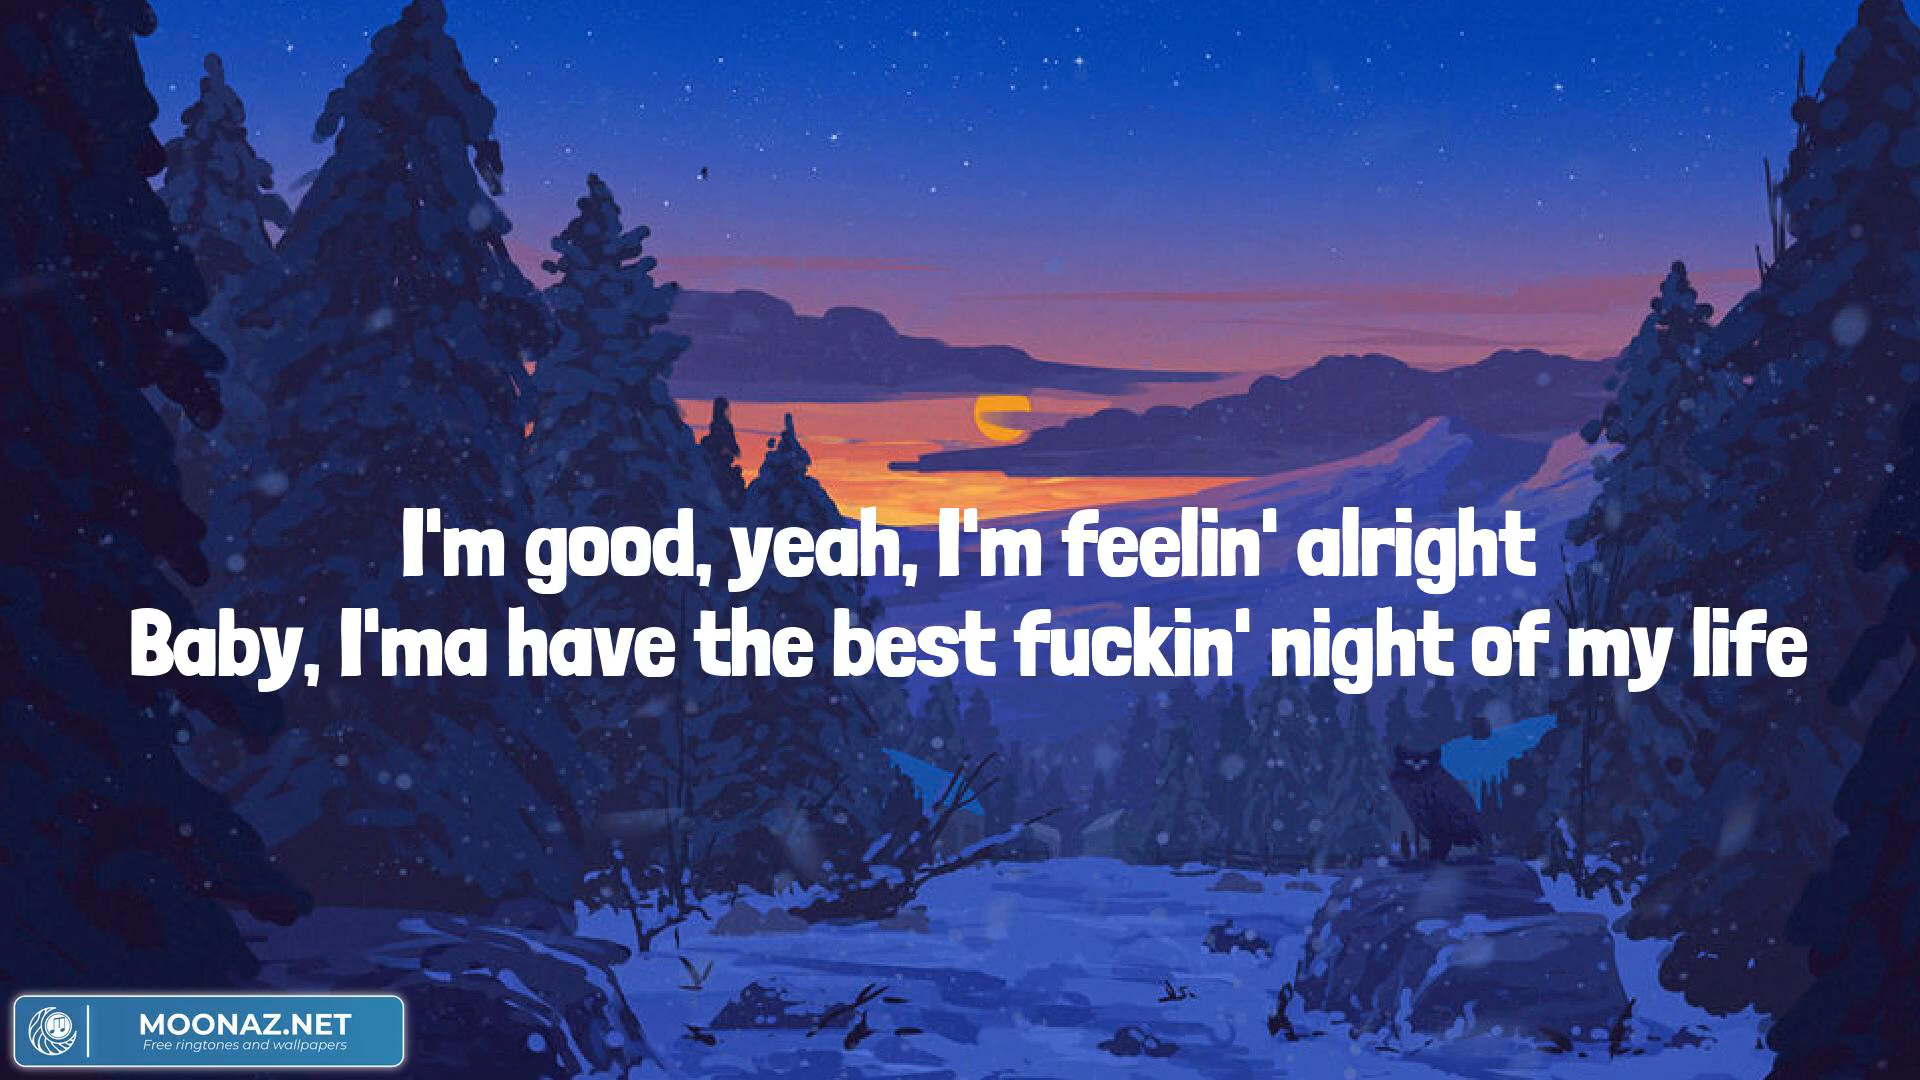 I'm good, yeah, I'm feelin' alright
Baby, I'ma have the best fuckin' night of my life
MOONAZ.NET
Free ringtones and wallpapers